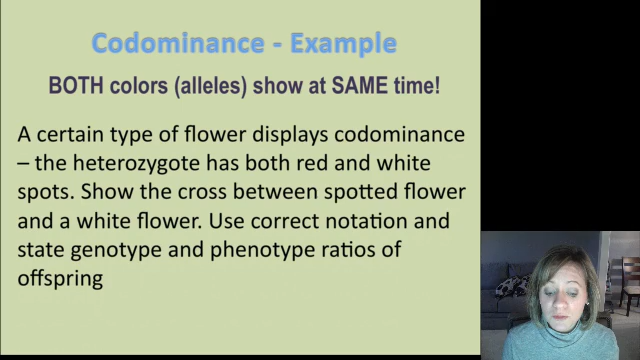 Codominance - Example
BOTH colors (alleles) show at SAME time!
A certain type of flower displays codominance
– the heterozygote has both red and white
spots. Show the cross between spotted flower
and a white flower. Use correct notation and
state genotype and phenotype ratios of
offspring